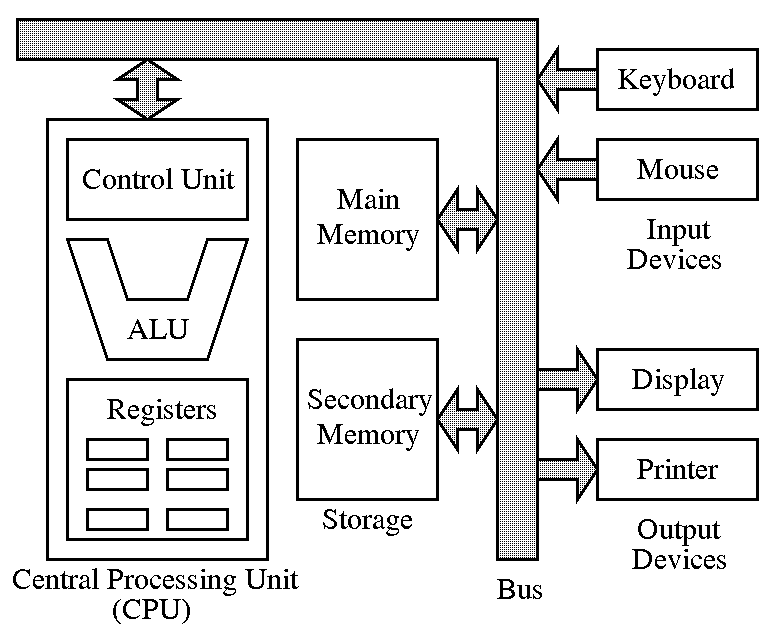 Control Unit
ALU
Registers
Central Processing Unit
(CPU)
Main
Memory
Secondary
Memory
Storage
Bus
Keyboard
Mouse
Input
Devices
Display
Printer
Output
Devices